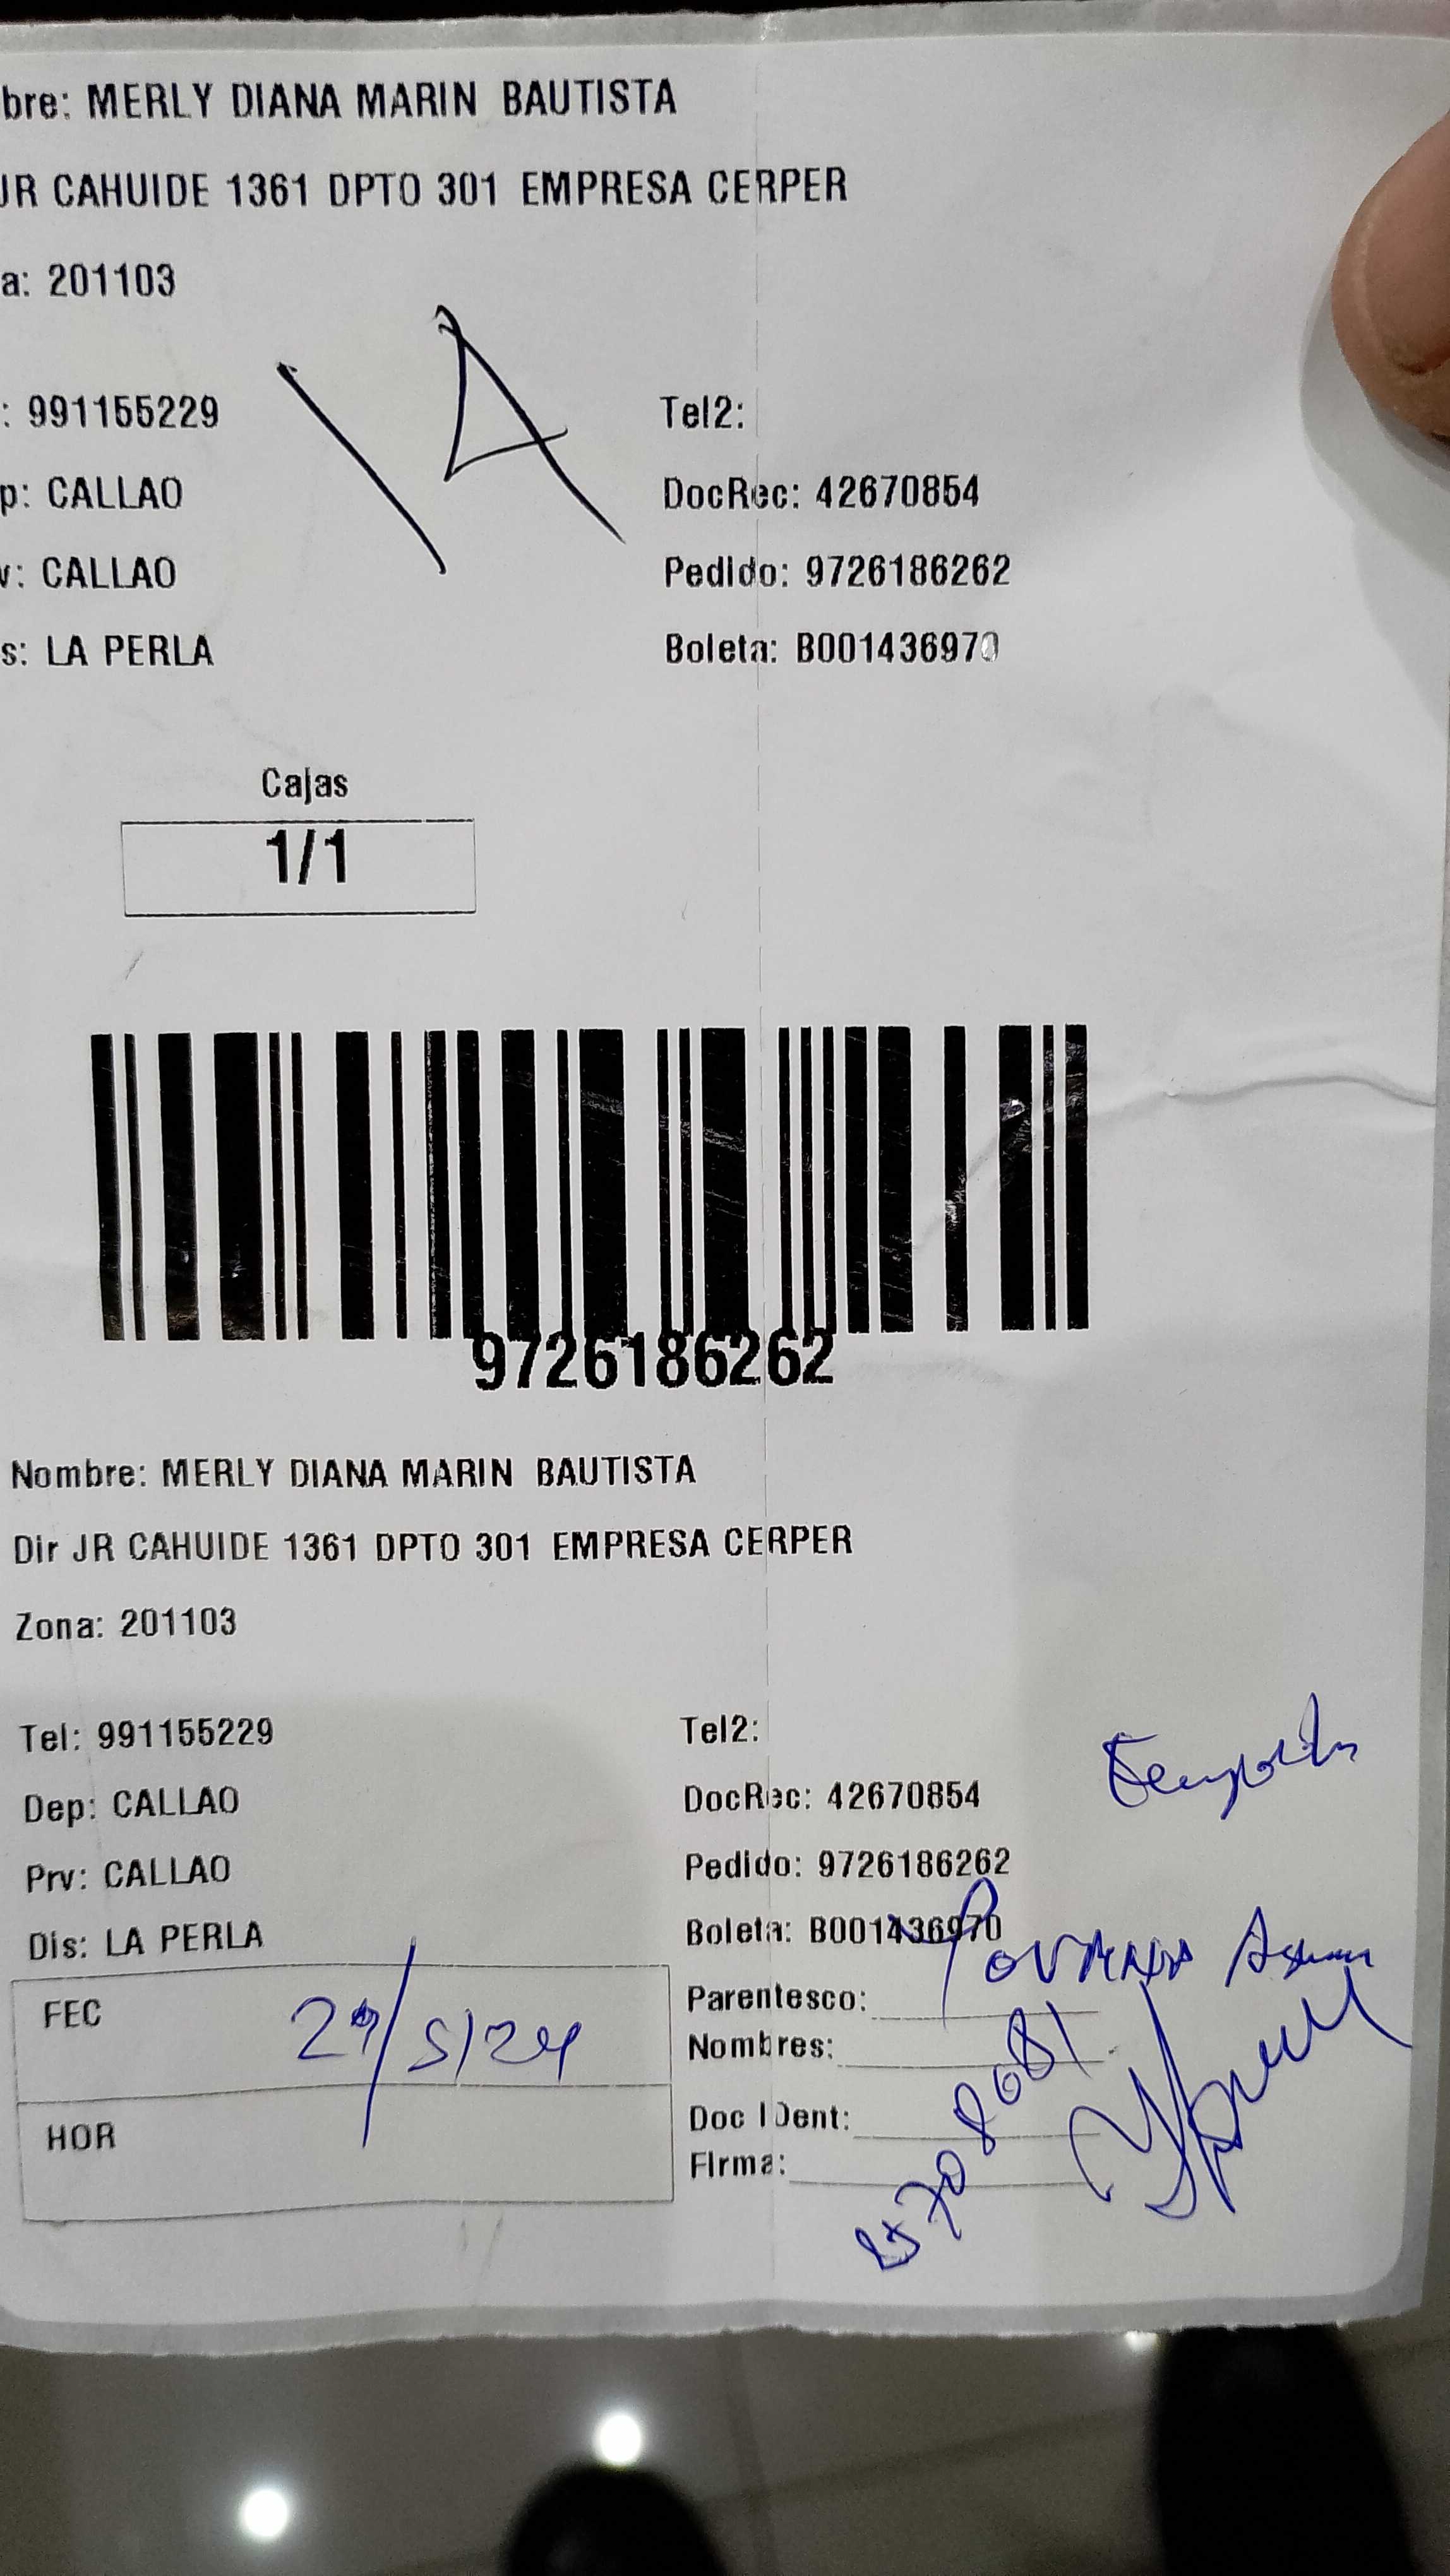 bre: MERLY DIANA MARIN BAUTISTA
JR CAHUIDE 1361 DPTO 301 EMPRESA CERPER
a: 201103
: 991155229
Tel2:
p: CALLAO
DocRec: 42670854
v: CALLAO
Pedido: 9726186262
s: LA PERLA
Boleta: B001436970
Cajas
1/1
9726186262
Nombre: MERLY DIANA MARIN BAUTISTA
Dir JR CAHUIDE 1361 DPTO 301 EMPRESA CERPER
Zona: 201103
Tel: 991155229
Tel2:
Dep: CALLAO
DocRec: 42670854
Prv: CALLAO
Pedido: 9726186262
Dis: LA PERLA
Boleta: B001436970
FEC
Parentesco:
Nombres:
HOR
Doc IDent:
Firma: